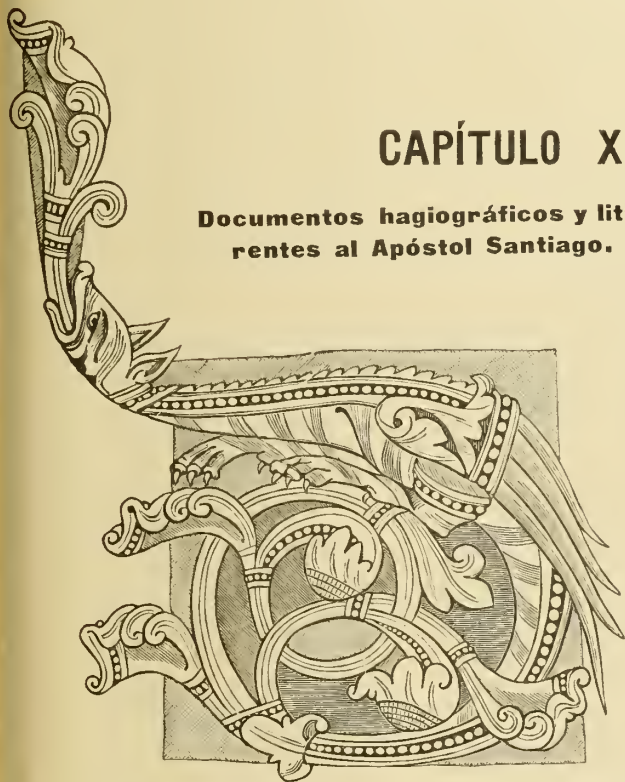 CAPÍTULO X
Documentos hagiográficos y lit
rentes al Apóstol Santiago.